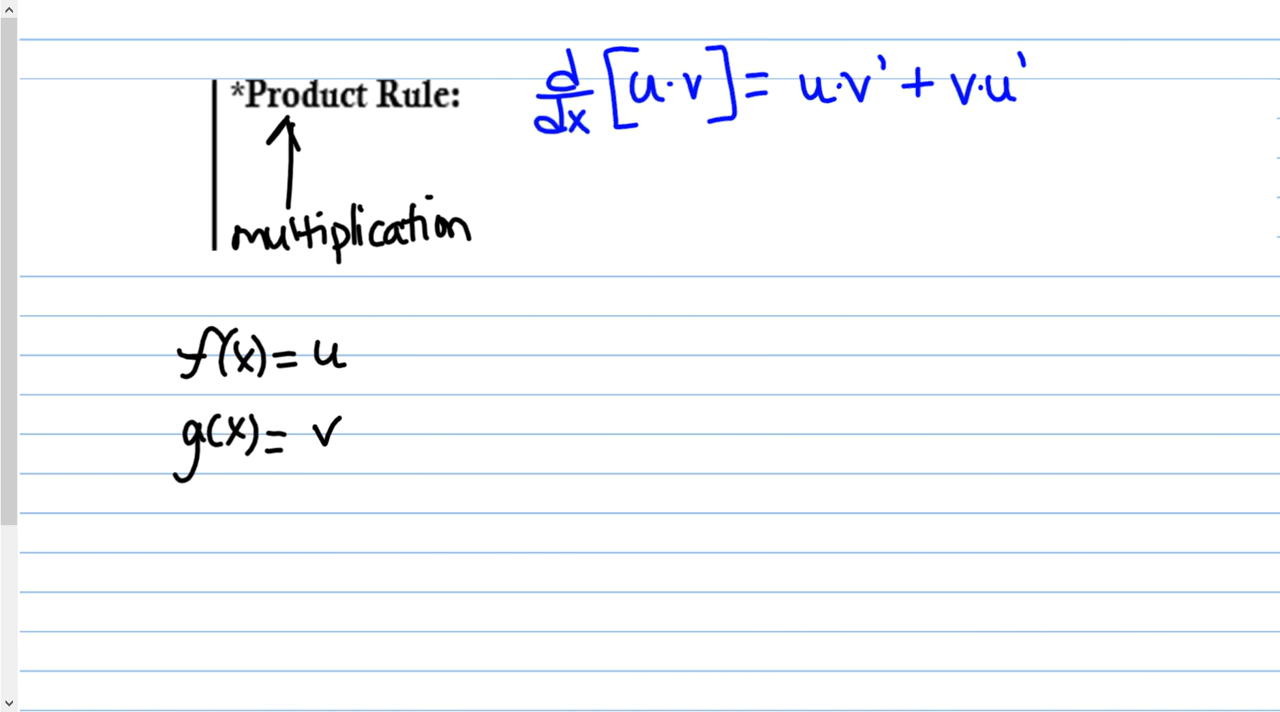 *Product Rule: d/dx [u·v] = u·v' + v·u'
multiplication
f(x) = u
g(x) = v